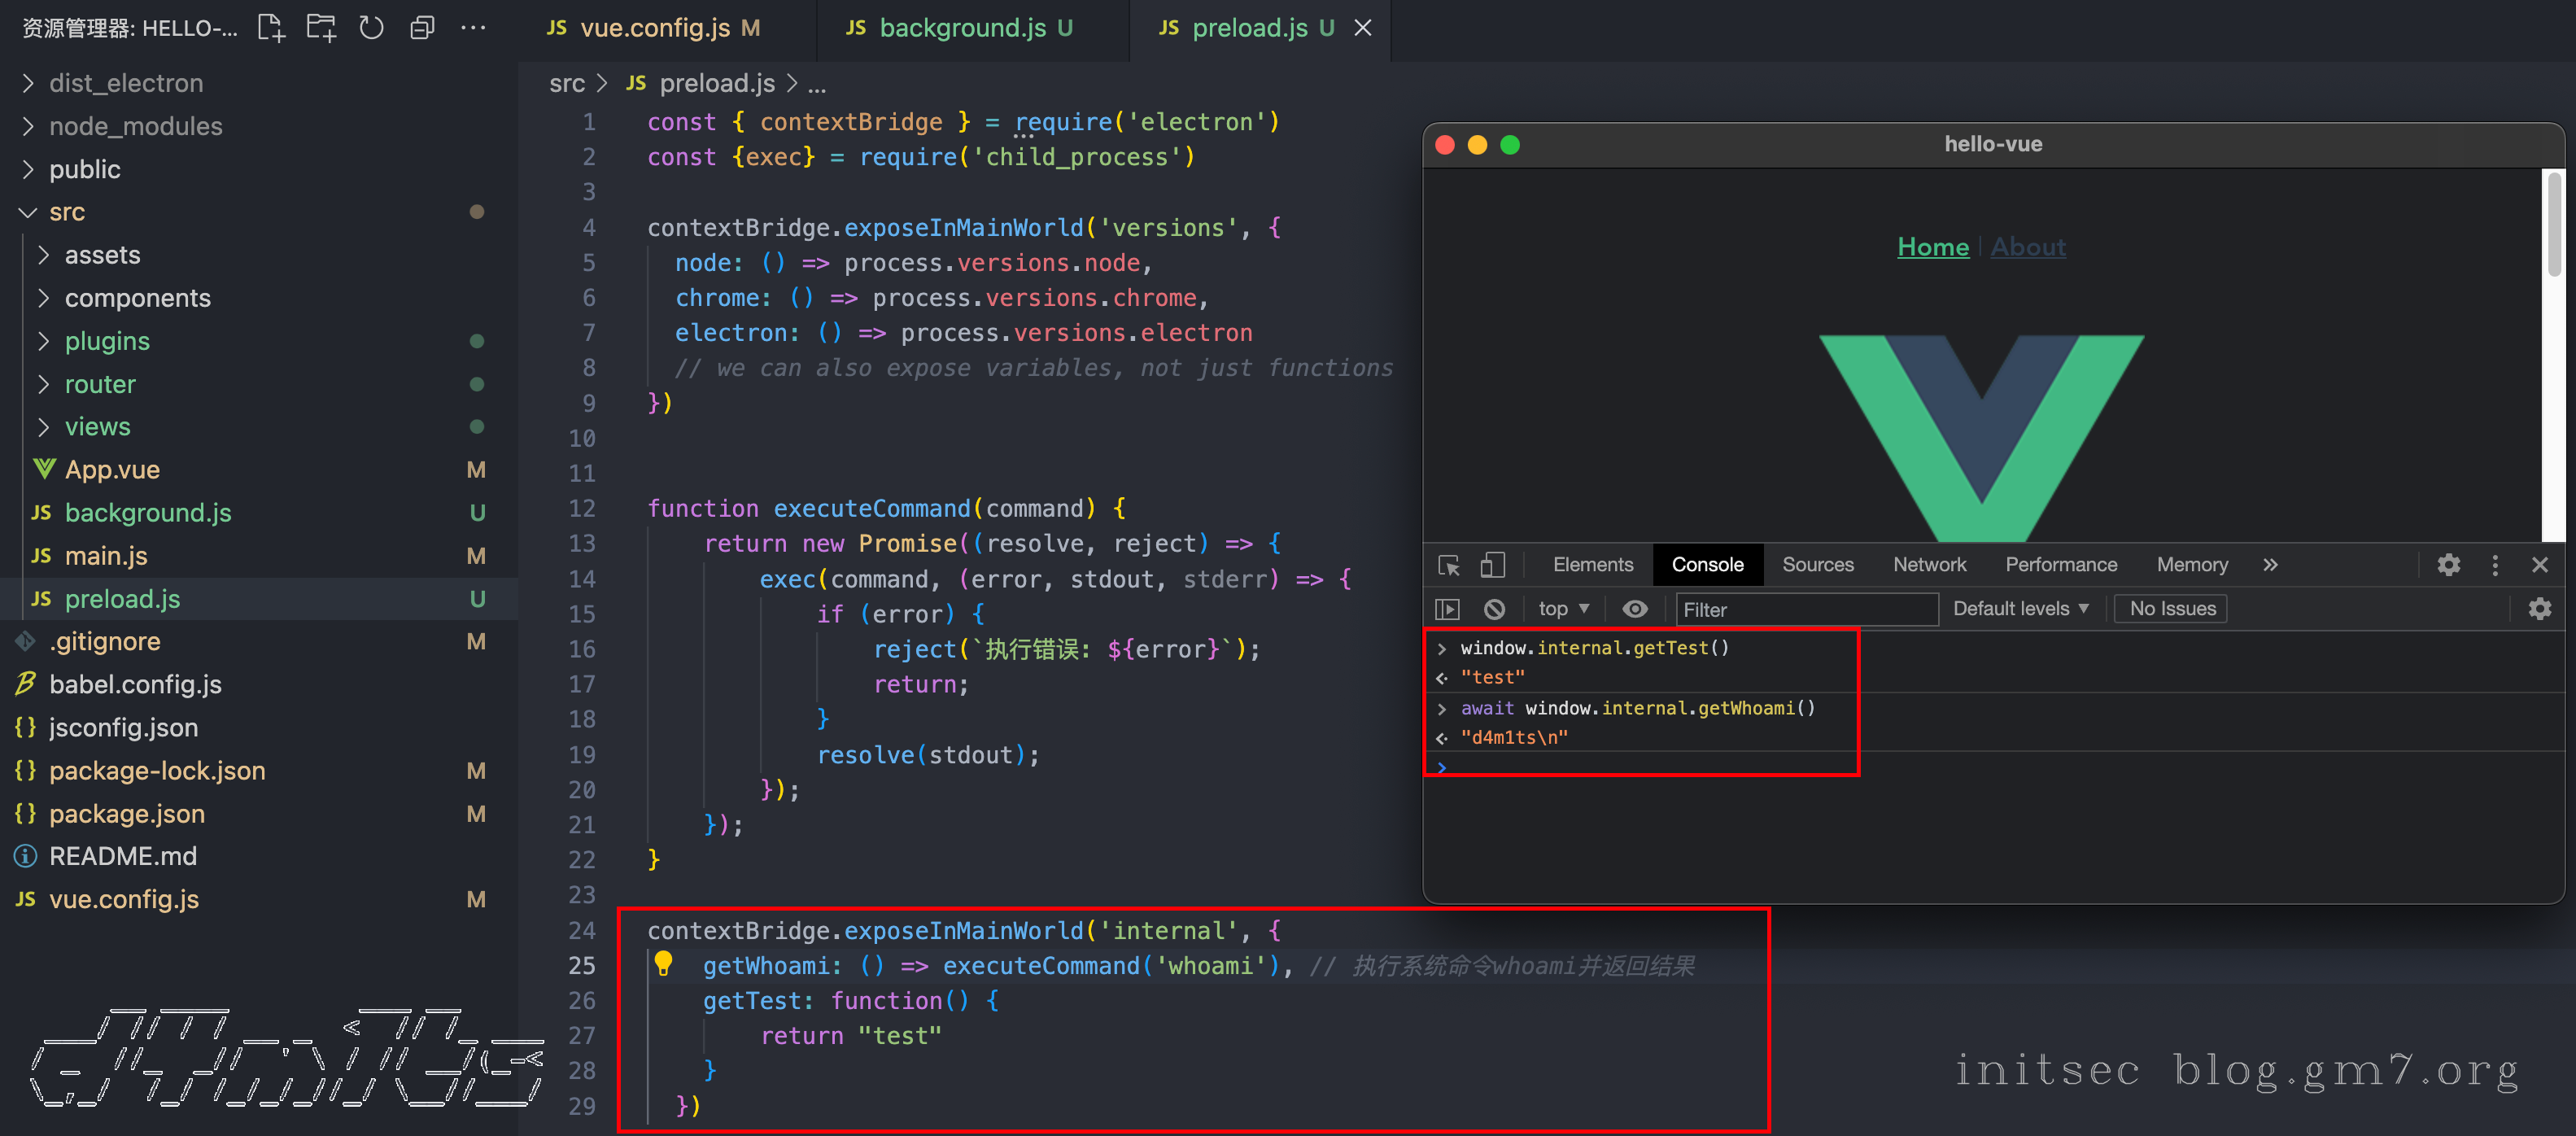 资源管理器: HELLO-...
dist_electron
node_modules
public
src
assets
components
plugins
router
views
App.vue M
JS background.js U
JS main.js M
JS preload.js U
.gitignore M
babel.config.js
{} jsconfig.json
{} package-lock.json M
{} package.json M
README.md
JS vue.config.js M
JS vue.config.js M
JS background.js U
JS preload.js U
src > JS preload.js > ...
1 const { contextBridge } = require('electron')
2 const {exec} = require('child_process')
3
4 contextBridge.exposeInMainWorld('versions', {
5 node: () => process.versions.node,
6 chrome: () => process.versions.chrome,
7 electron: () => process.versions.electron
8 // we can also expose variables, not just functions
9 })
10
11
12 function executeCommand(command) {
13 return new Promise((resolve, reject) => {
14 exec(command, (error, stdout, stderr) => {
15 if (error) {
16 reject(`执行错误: ${error}`);
17 return;
18 }
19 resolve(stdout);
20 });
21 });
22 }
23
24 contextBridge.exposeInMainWorld('internal', {
25 getWhoami: () => executeCommand('whoami'), // 执行系统命令whoami并返回结果
26 getTest: function() {
27 return "test"
28 }
29 })
hello-vue
Home | About
Elements Console Sources Network Performance Memory »
top ▼ Filter Default levels ▼ No Issues
> window.internal.getTest()
"test"
> await window.internal.getWhoami()
"d4m1ts\n"
>
d4m1ts
initsec blog.gm7.org